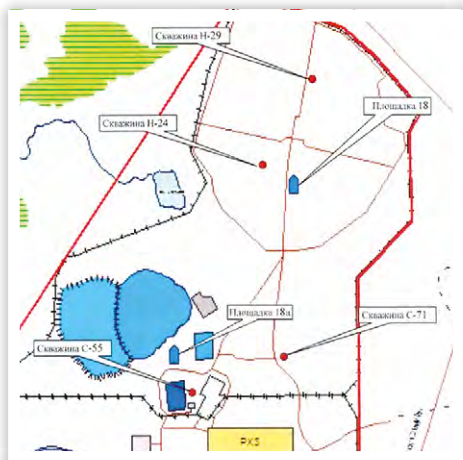 Скважина Н-29
Площадка 18
Скважина Н-24
Площадка 18а
Скважина С-71
Скважина С-55
РХЗ